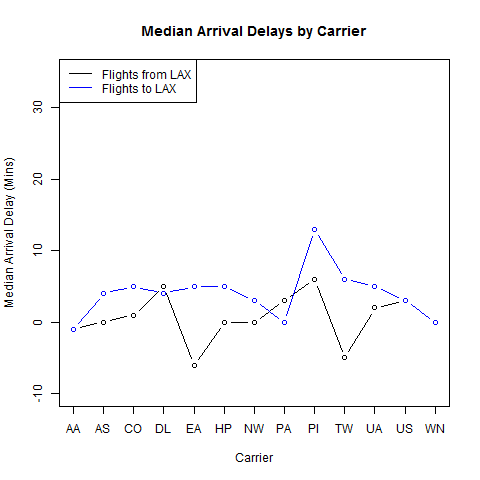 Median Arrival Delays by Carrier
Flights from LAX
Flights to LAX
Median Arrival Delay (Mins)
30
20
10
0
-10
AA AS CO DL EA HP NW PA PI TW UA US WN
Carrier